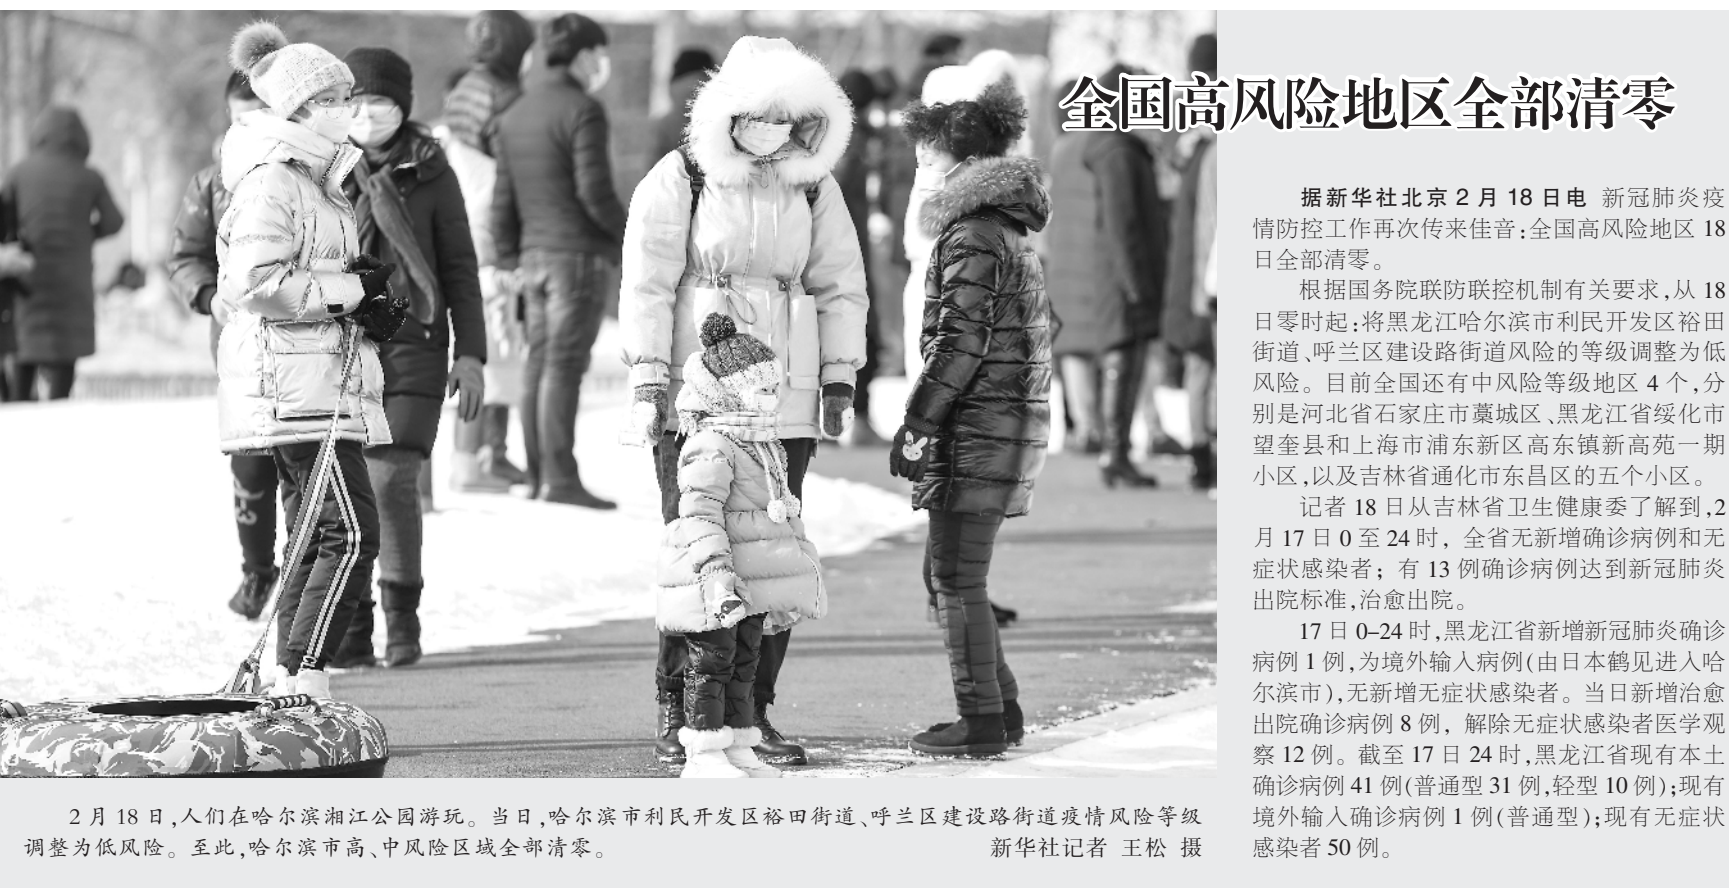 全国高风险地区全部清零
据新华社北京2月18日电 新冠肺炎疫
情防控工作再次传来佳音:全国高风险地区18
日全部清零。
根据国务院联防联控机制有关要求,从18
日零时起:将黑龙江哈尔滨市利民开发区裕田
街道、呼兰区建设路街道风险的等级调整为低
风险。目前全国还有中风险等级地区4个,分
别是河北省石家庄市藁城区、黑龙江省绥化市
望奎县和上海市浦东新区高东镇新高苑一期
小区,以及吉林省通化市东昌区的五个小区。
记者18日从吉林省卫生健康委了解到,2
月17日0至24时,全省无新增确诊病例和无
症状感染者;有13例确诊病例达到新冠肺炎
出院标准,治愈出院。
17日0–24时,黑龙江省新增新冠肺炎确诊
病例1例,为境外输入病例(由日本鹤见进入哈
尔滨市),无新增无症状感染者。当日新增治愈
出院确诊病例8例,解除无症状感染者医学观
察12例。截至17日24时,黑龙江省现有本土
确诊病例41例(普通型31例,轻型10例);现有
境外输入确诊病例1例(普通型);现有无症状
感染者50例。
2月18日,人们在哈尔滨湘江公园游玩。当日,哈尔滨市利民开发区裕田街道、呼兰区建设路街道疫情风险等级
调整为低风险。至此,哈尔滨市高、中风险区域全部清零。 新华社记者 王松 摄